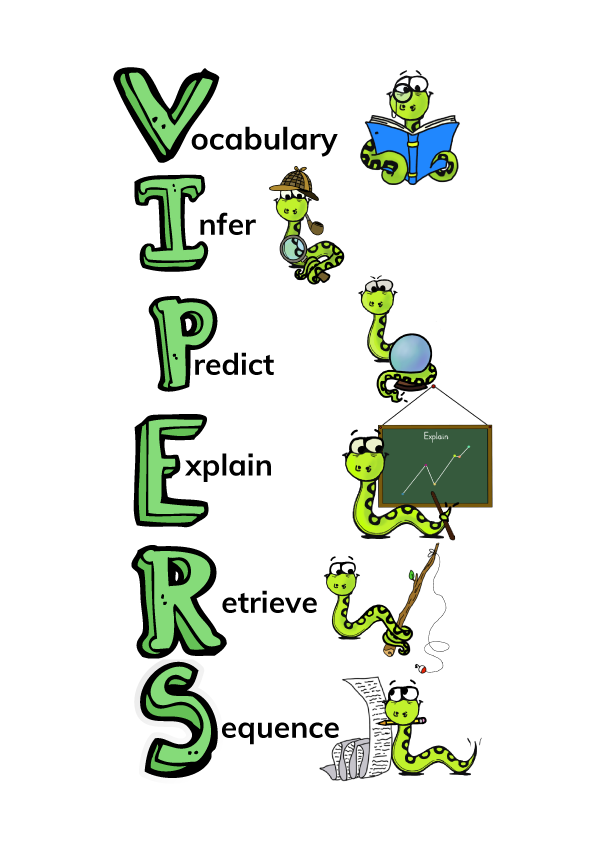 Vocabulary
Infer
Predict
Explain
Explain
Retrieve
Sequence